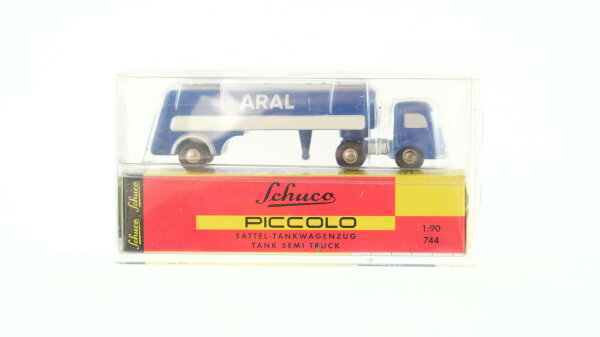 ARAL
Schuco
PICCOLO
SATTEL-TANKWAGENZUG
TANK SEMI TRUCK
1:90
744
Schuco
Schuco